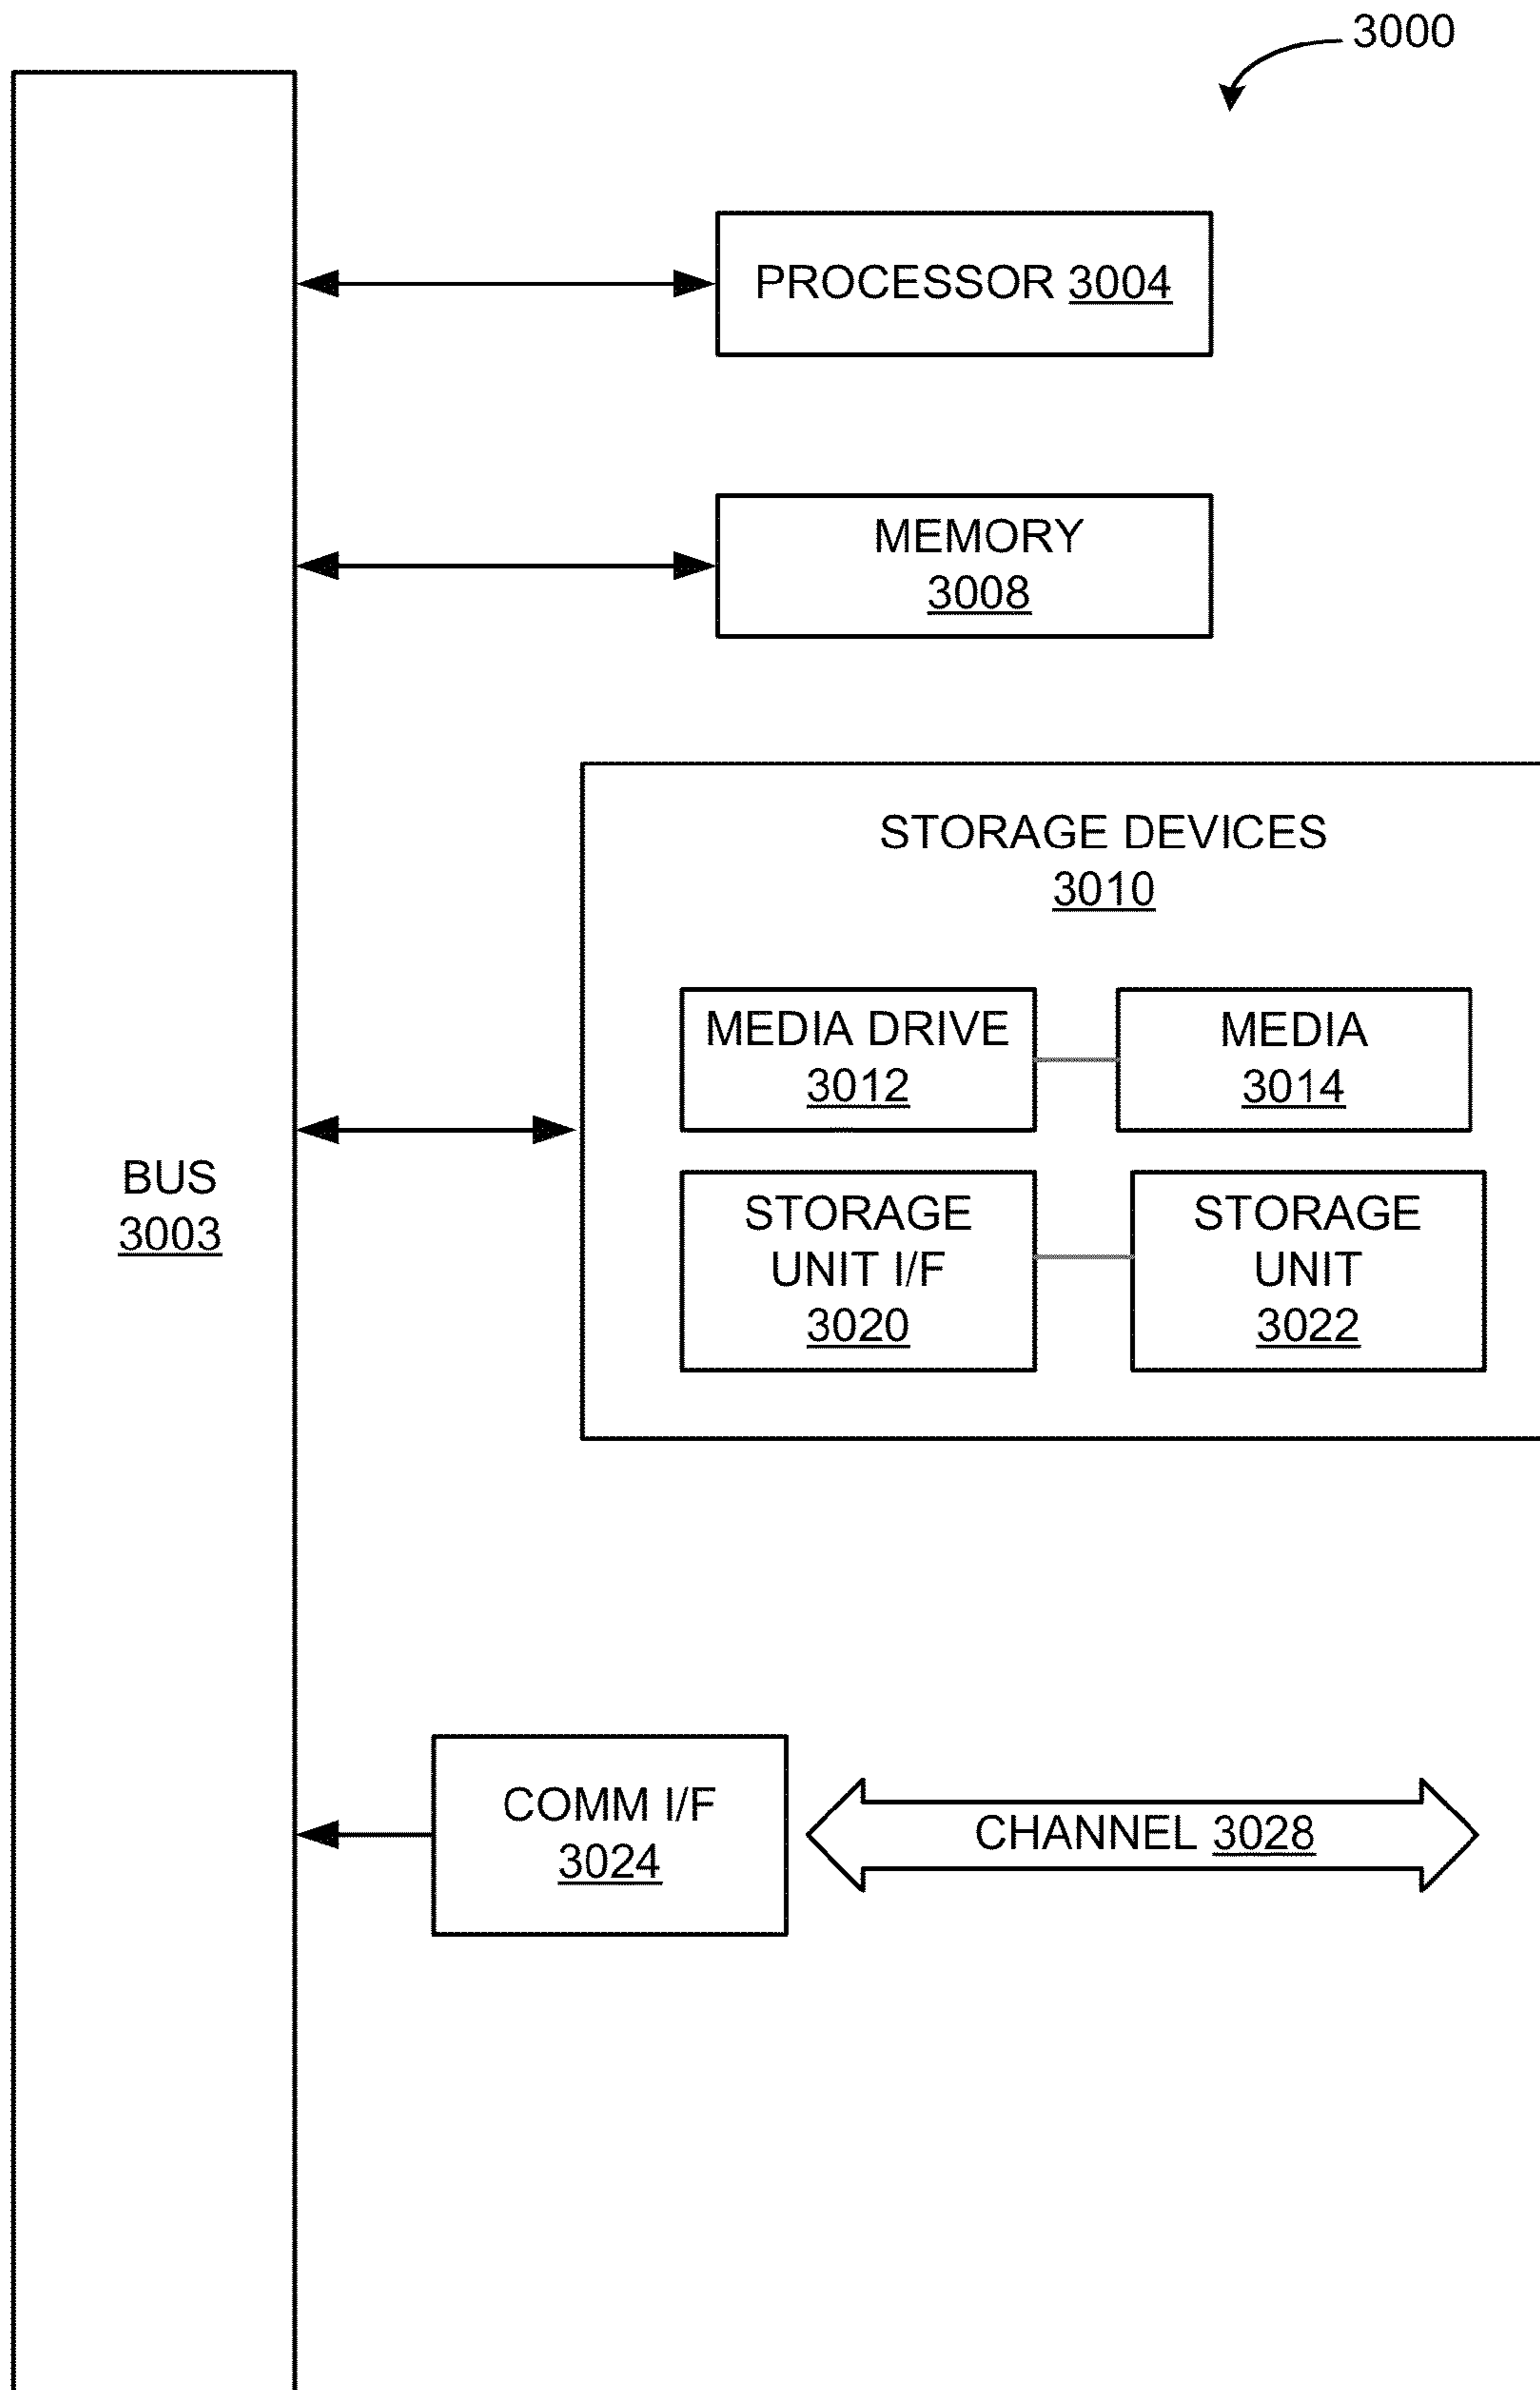 3000
PROCESSOR 3004
MEMORY
3008
STORAGE DEVICES
3010
MEDIA DRIVE
3012
MEDIA
3014
BUS
3003
STORAGE
UNIT I/F
3020
STORAGE
UNIT
3022
COMM I/F
3024
CHANNEL 3028